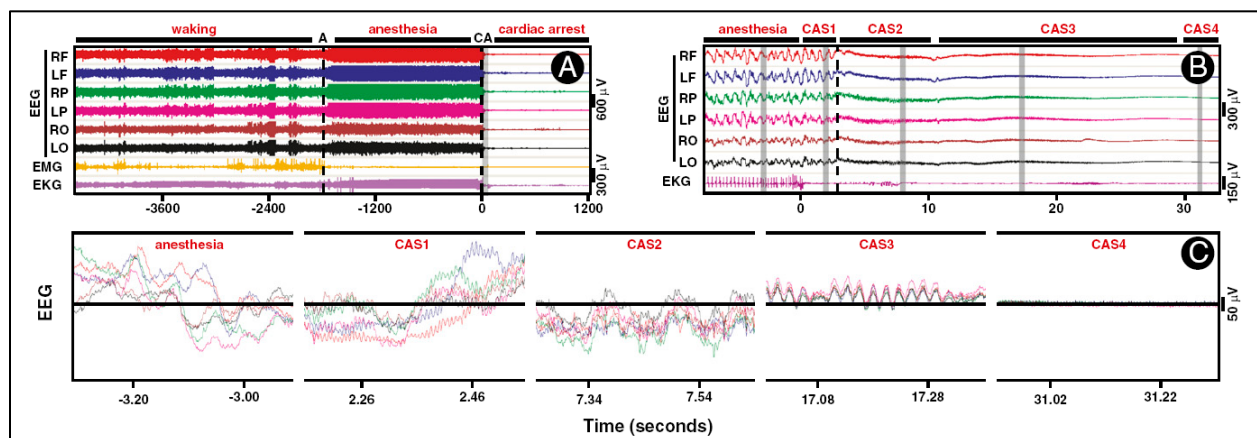 waking A anesthesia CA cardiac arrest
A
EEG
RF
LF
RP
LP
RO
LO
EMG
EKG
600 μV
300 μV
-3600 -2400 -1200 0 1200
anesthesia CAS1 CAS2 CAS3 CAS4
B
EEG
RF
LF
RP
LP
RO
LO
EKG
300 μV
150 μV
0 10 20 30
anesthesia CAS1 CAS2 CAS3 CAS4
C
EEG
50 μV
-3.20 -3.00 2.26 2.46 7.34 7.54 17.08 17.28 31.02 31.22
Time (seconds)